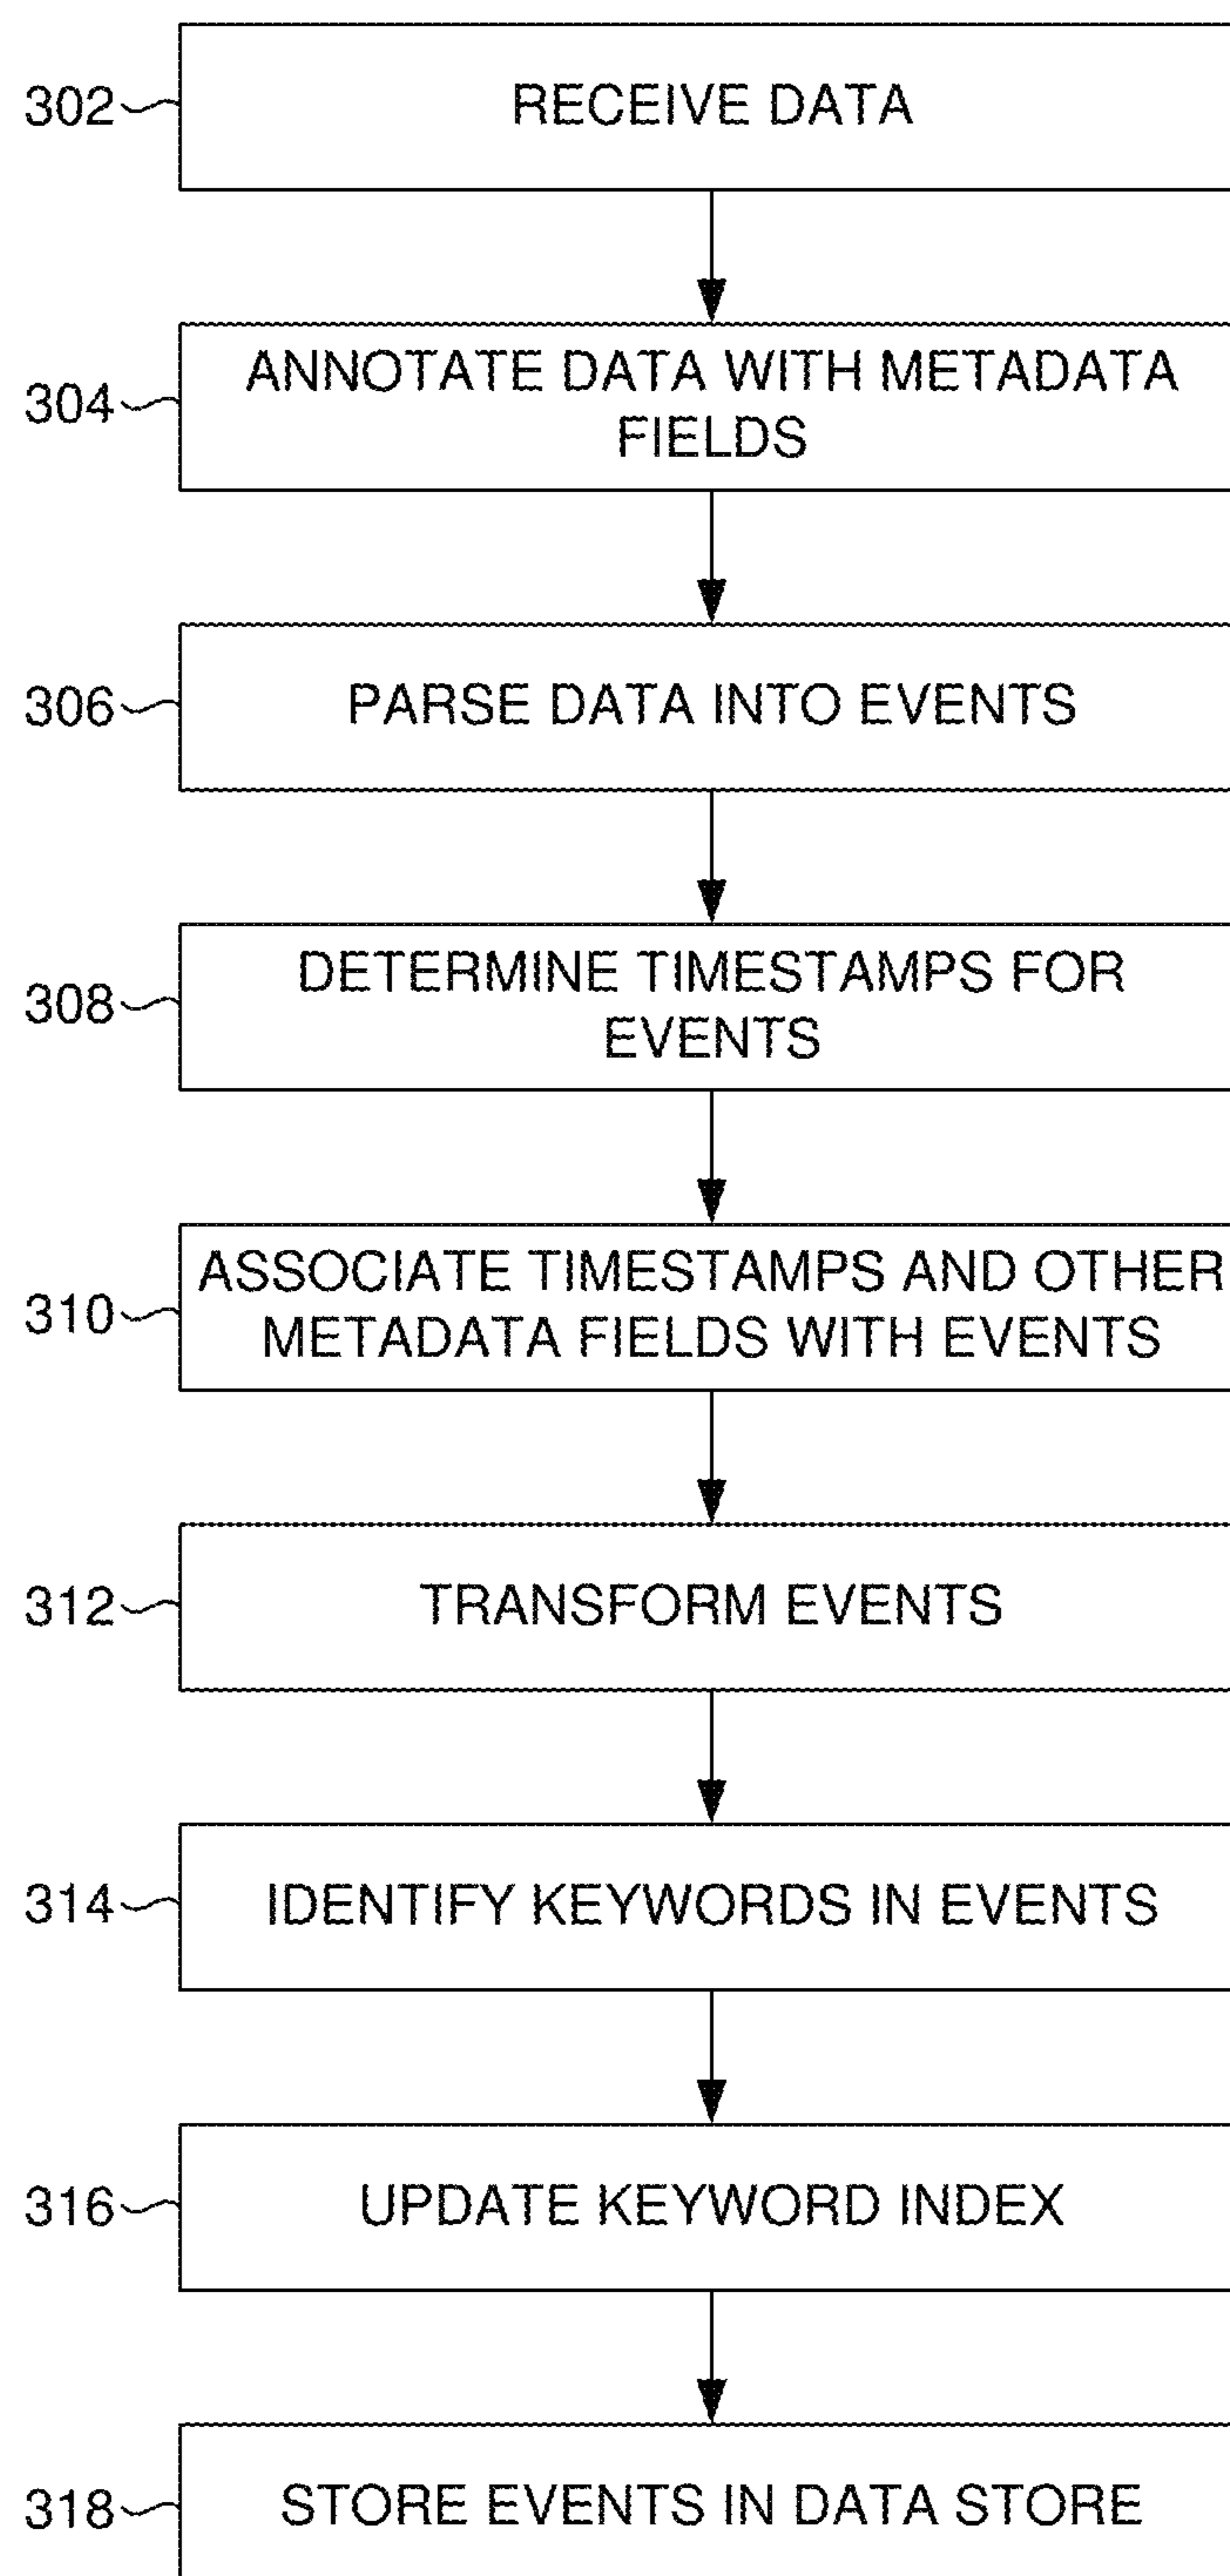 302
RECEIVE DATA
304
ANNOTATE DATA WITH METADATA
FIELDS
306
PARSE DATA INTO EVENTS
308
DETERMINE TIMESTAMPS FOR
EVENTS
310
ASSOCIATE TIMESTAMPS AND OTHER
METADATA FIELDS WITH EVENTS
312
TRANSFORM EVENTS
314
IDENTIFY KEYWORDS IN EVENTS
316
UPDATE KEYWORD INDEX
318
STORE EVENTS IN DATA STORE